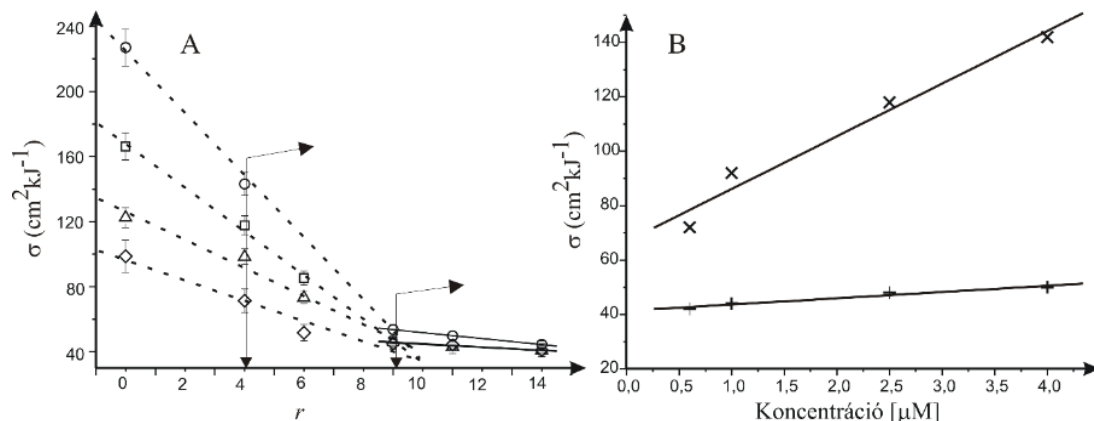 A
240
200
160
120
80
40
σ (cm²kJ⁻¹)
0 2 4 6 8 10 12 14
r
B
140
120
100
80
60
40
20
σ (cm²kJ⁻¹)
0,0 0,5 1,0 1,5 2,0 2,5 3,0 3,5 4,0
Koncentráció [µM]